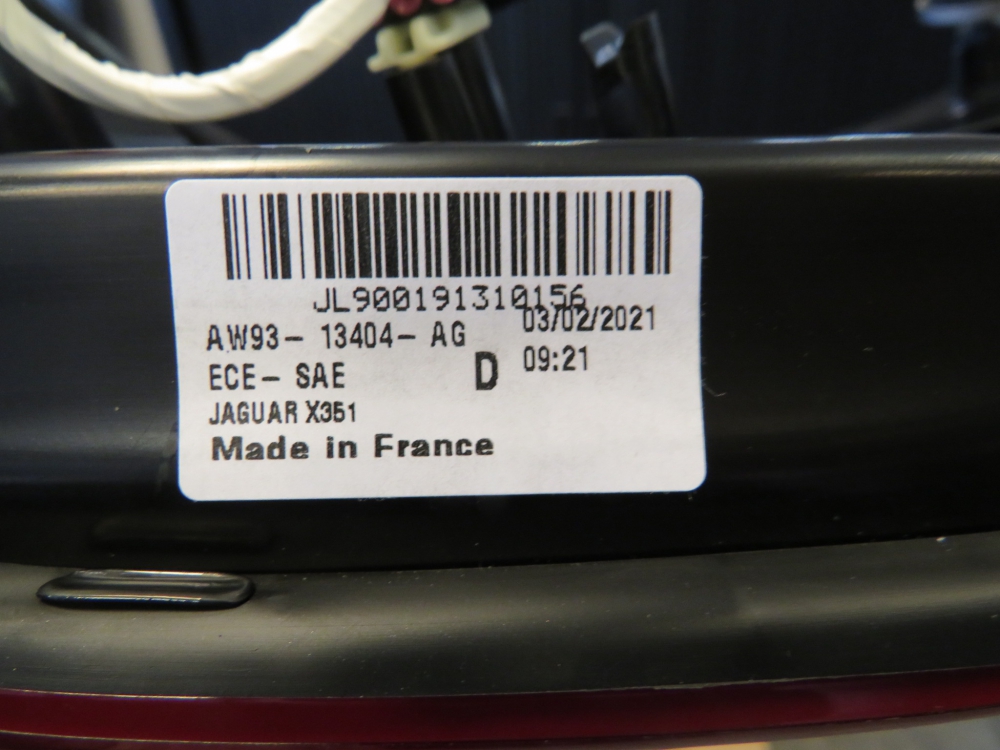 JL900191310156
AW93- 13404- AG
03/02/2021
ECE- SAE
D
09:21
JAGUAR X351
Made in France